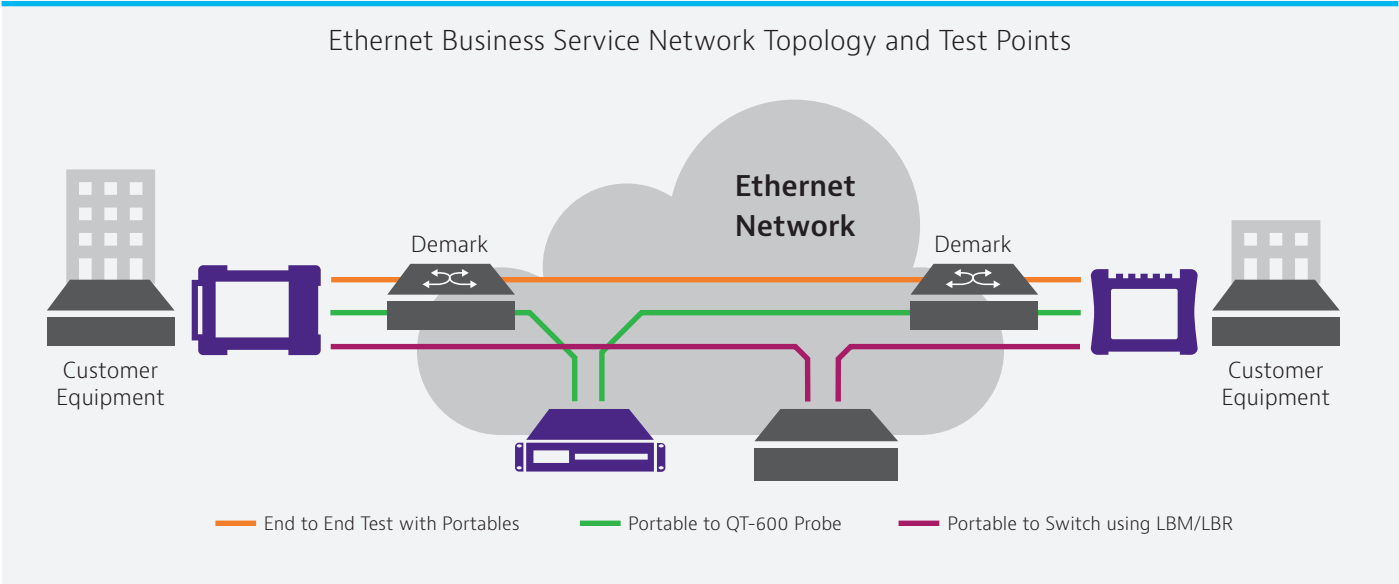 Ethernet Business Service Network Topology and Test Points
Ethernet
Network
Demark
Demark
Customer
Equipment
Customer
Equipment
End to End Test with Portables
Portable to QT-600 Probe
Portable to Switch using LBM/LBR